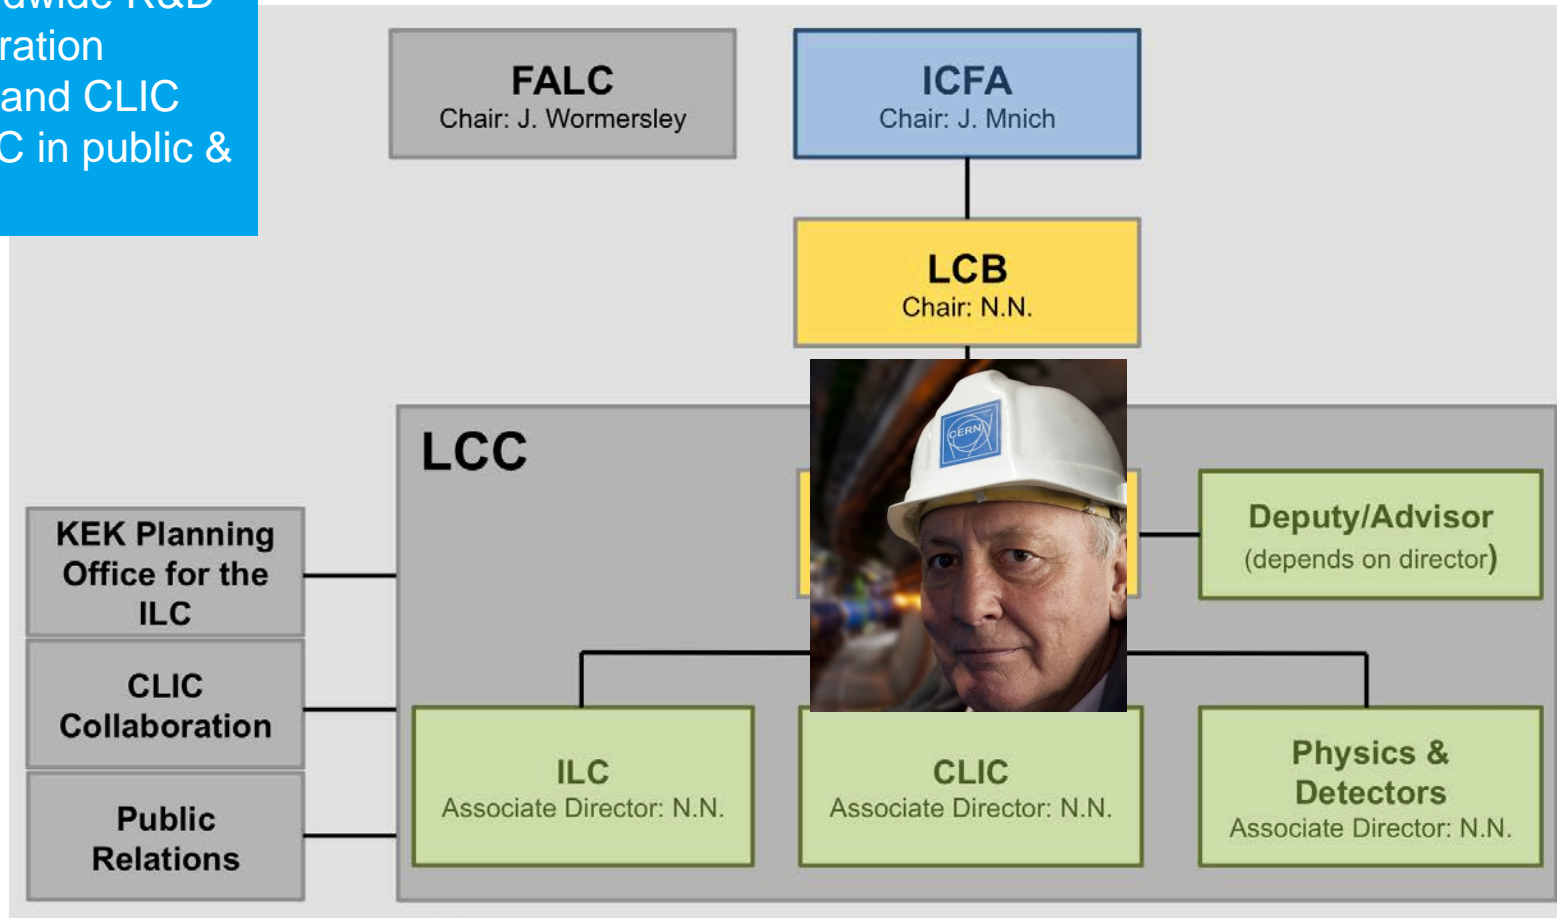 ration
and CLIC
C in public &
FALC
Chair: J. Wormersley
ICFA
Chair: J. Mnich
LCB
Chair: N.N.
LCC
CERN
KEK Planning
Office for the
ILC
CLIC
Collaboration
Public
Relations
Deputy/Advisor
(depends on director)
ILC
Associate Director: N.N.
CLIC
Associate Director: N.N.
Physics &
Detectors
Associate Director: N.N.